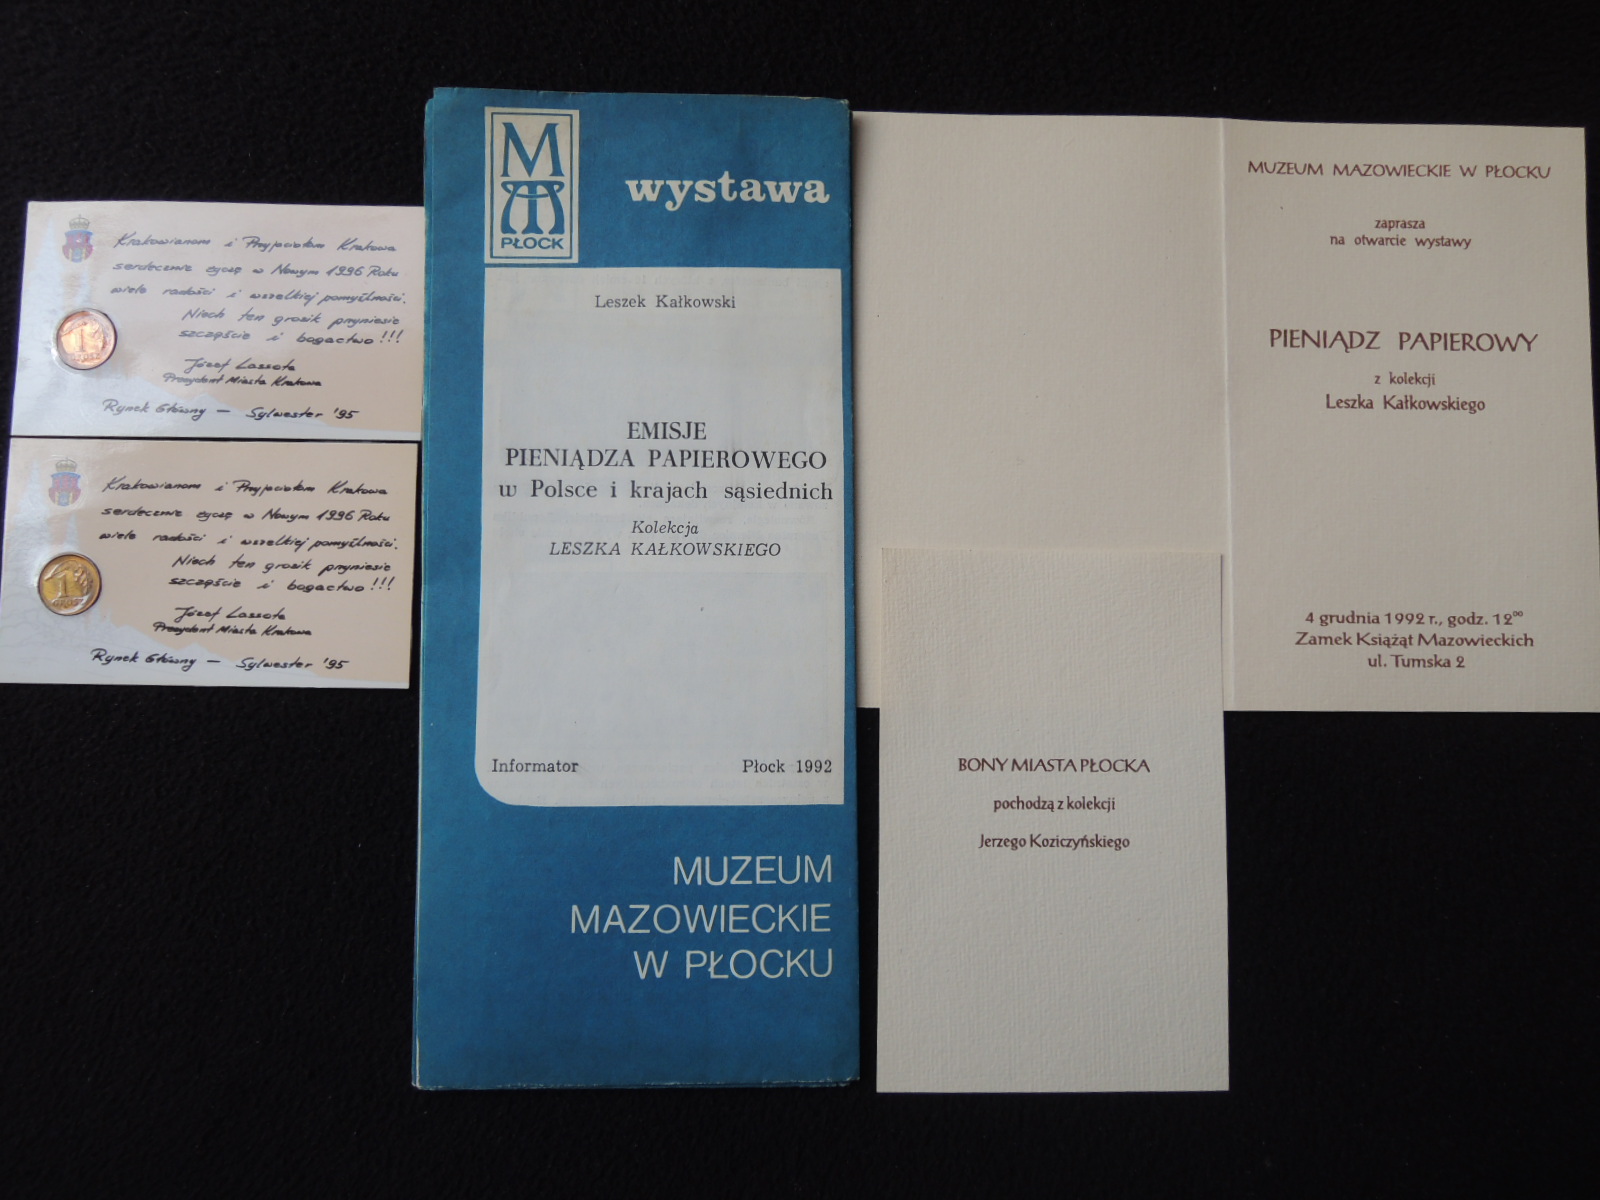 Krakowianom i Przyjaciołom Krakowa
serdecznie życzę w Nowym 1996 Roku
wiele radości i wszelkiej pomyślności.
Niech ten grosik przyniesie
szczęście i bogactwo!!!
Józef Lassota
Prezydent Miasta Krakowa
Rynek Główny — Sylwester '95
1
GROSZ
Krakowianom i Przyjaciołom Krakowa
serdecznie życzę w Nowym 1996 Roku
wiele radości i wszelkiej pomyślności.
Niech ten grosik przyniesie
szczęście i bogactwo!!!
Józef Lassota
Prezydent Miasta Krakowa
Rynek Główny — Sylwester '95
1
GROSZ
M
M
PŁOCK
wystawa
Leszek Kałkowski
EMISJE
PIENIĄDZA PAPIEROWEGO
w Polsce i krajach sąsiednich
Kolekcja
LESZKA KAŁKOWSKIEGO
Informator Płock 1992
MUZEUM
MAZOWIECKIE
W PŁOCKU
MUZEUM MAZOWIECKIE W PŁOCKU
zaprasza
na otwarcie wystawy
PIENIĄDZ PAPIEROWY
z kolekcji
Leszka Kałkowskiego
4 grudnia 1992 r., godz. 12⁰⁰
Zamek Książąt Mazowieckich
ul. Tumska 2
BONY MIASTA PŁOCKA
pochodzą z kolekcji
Jerzego Koziczyńskiego